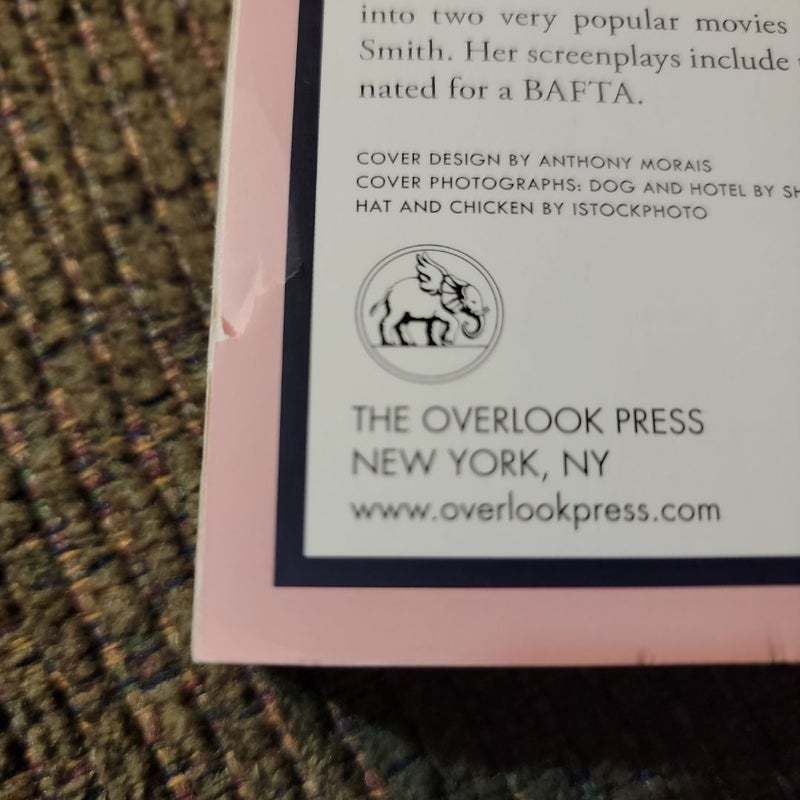 into two very popular movies
Smith. Her screenplays include
nated for a BAFTA.
COVER DESIGN BY ANTHONY MORAIS
COVER PHOTOGRAPHS: DOG AND HOTEL BY SH
HAT AND CHICKEN BY ISTOCKPHOTO
THE OVERLOOK PRESS
NEW YORK, NY
www.overlookpress.com